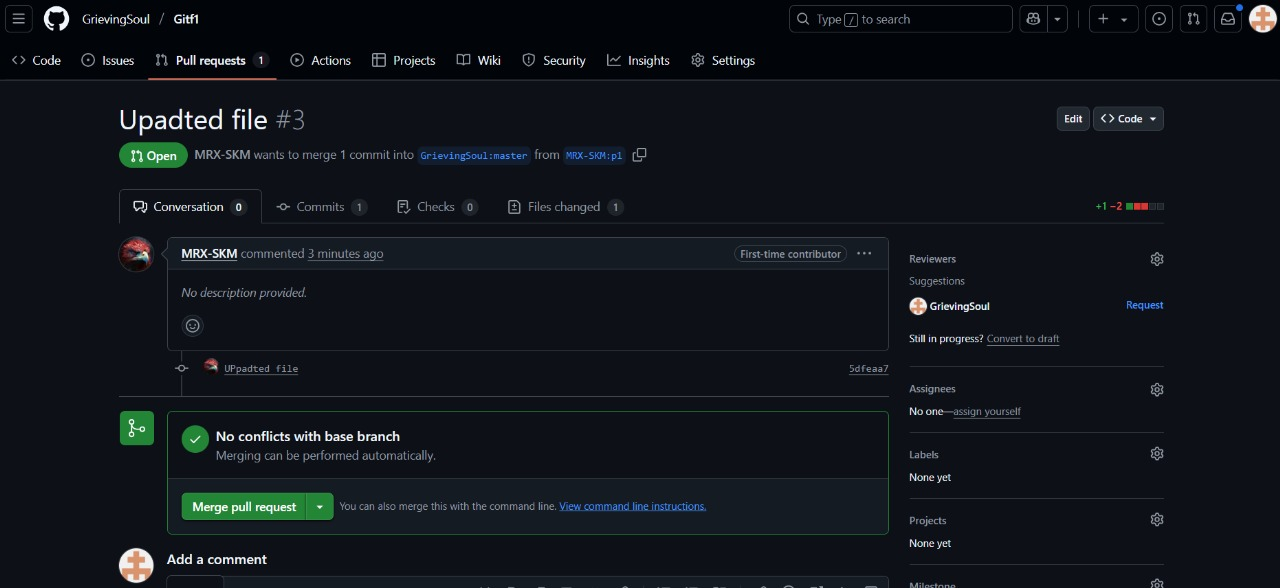 GrievingSoul / Gitf1
Type / to search
Code
Issues
Pull requests 1
Actions
Projects
Wiki
Security
Insights
Settings
Upadted file #3
Edit
<> Code
Open
MRX-SKM wants to merge 1 commit into GrievingSoul:master from MRX-SKM:p1
Conversation 0
Commits 1
Checks 0
Files changed 1
+1 −2
MRX-SKM commented 3 minutes ago
First-time contributor
No description provided.
UPpadted file
5dfeaa7
No conflicts with base branch
Merging can be performed automatically.
Merge pull request
You can also merge this with the command line. View command line instructions.
Add a comment
Reviewers
Suggestions
GrievingSoul
Request
Still in progress? Convert to draft
Assignees
No one—assign yourself
Labels
None yet
Projects
None yet
Milestone